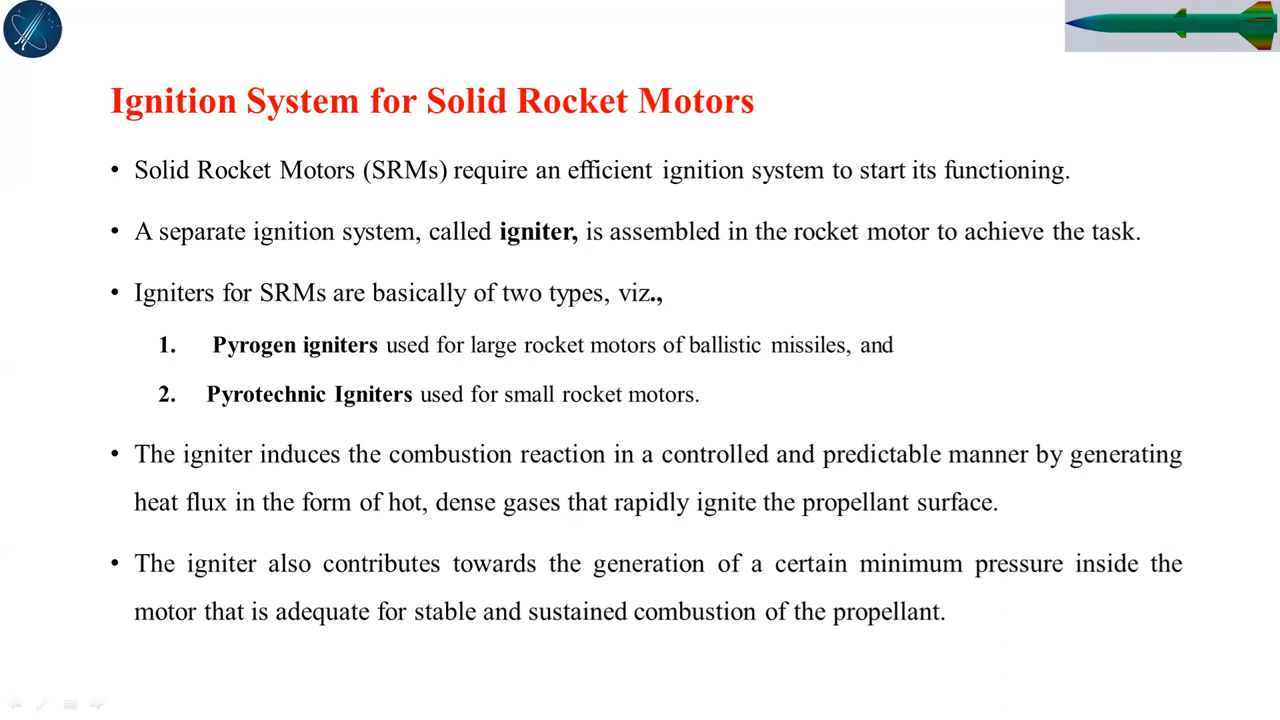 Ignition System for Solid Rocket Motors
• Solid Rocket Motors (SRMs) require an efficient ignition system to start its functioning.
• A separate ignition system, called igniter, is assembled in the rocket motor to achieve the task.
• Igniters for SRMs are basically of two types, viz.,
1. Pyrogen igniters used for large rocket motors of ballistic missiles, and
2. Pyrotechnic Igniters used for small rocket motors.
• The igniter induces the combustion reaction in a controlled and predictable manner by generating
heat flux in the form of hot, dense gases that rapidly ignite the propellant surface.
• The igniter also contributes towards the generation of a certain minimum pressure inside the
motor that is adequate for stable and sustained combustion of the propellant.